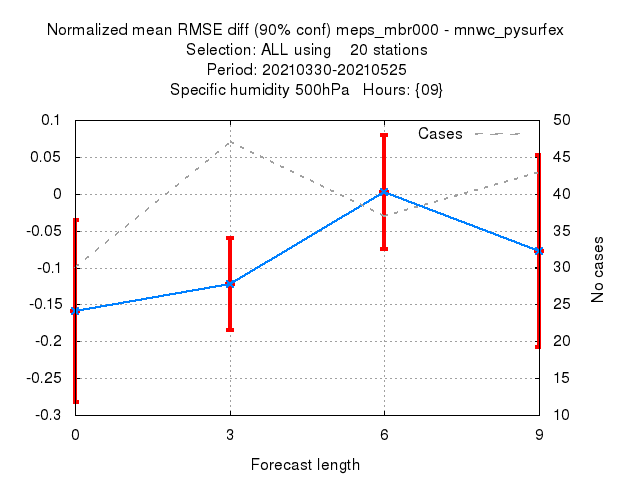 Normalized mean RMSE diff (90% conf) meps_mbr000 - mnwc_pysurfex
Selection: ALL using    20 stations
Period: 20210330-20210525
Specific humidity 500hPa   Hours: {09}
0.1
0.05
0
-0.05
-0.1
-0.15
-0.2
-0.25
-0.3
Cases
50
45
40
35
30
25
20
15
10
No cases
0 3 6 9
Forecast length